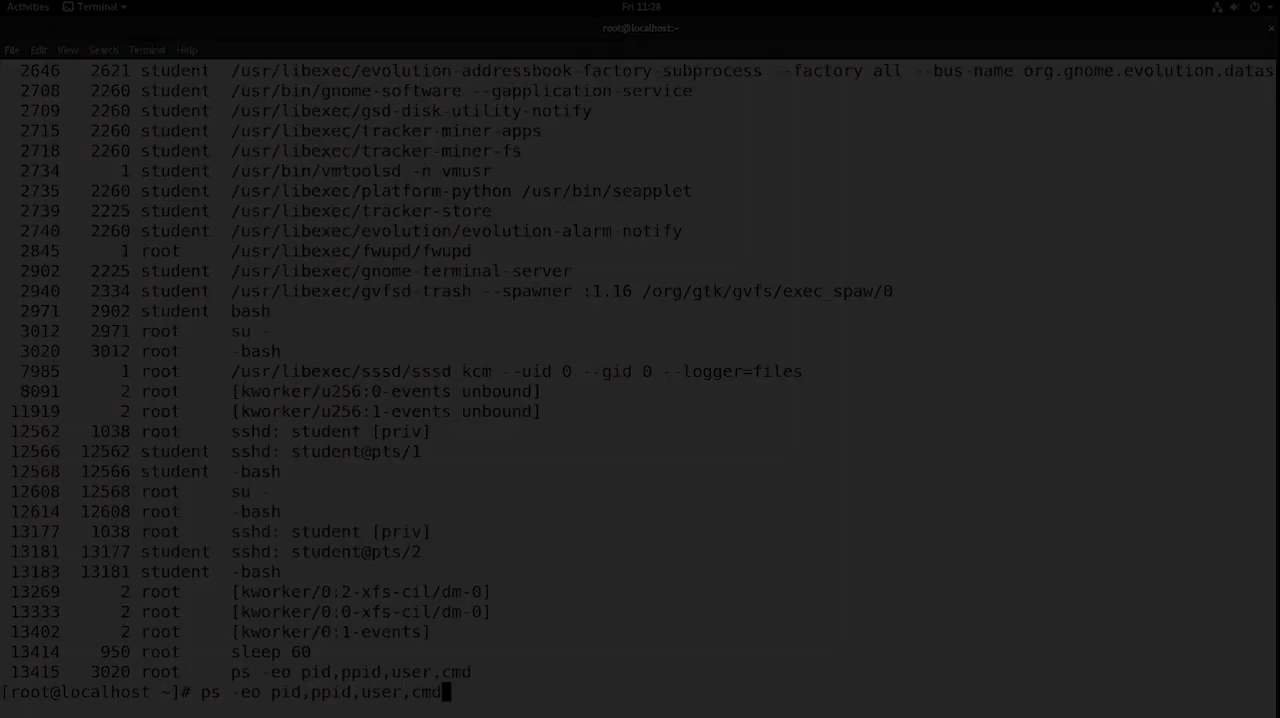 Activities Terminal Fri 11:28
root@localhost:~
File Edit View Search Terminal Help
2646 2621 student /usr/libexec/evolution-addressbook-factory-subprocess --factory all --bus-name org.gnome.evolution.datas
2708 2260 student /usr/bin/gnome-software --gapplication-service
2709 2260 student /usr/libexec/gsd-disk-utility-notify
2715 2260 student /usr/libexec/tracker-miner-apps
2718 2260 student /usr/libexec/tracker-miner-fs
2734 1 student /usr/bin/vmtoolsd -n vmusr
2735 2260 student /usr/libexec/platform-python /usr/bin/seapplet
2739 2225 student /usr/libexec/tracker-store
2740 2260 student /usr/libexec/evolution/evolution-alarm-notify
2845 1 root /usr/libexec/fwupd/fwupd
2902 2225 student /usr/libexec/gnome-terminal-server
2940 2334 student /usr/libexec/gvfsd-trash --spawner :1.16 /org/gtk/gvfs/exec_spaw/0
2971 2902 student bash
3012 2971 root su -
3020 3012 root -bash
7985 1 root /usr/libexec/sssd/sssd_kcm --uid 0 --gid 0 --logger=files
8091 2 root [kworker/u256:0-events_unbound]
11919 2 root [kworker/u256:1-events_unbound]
12562 1038 root sshd: student [priv]
12566 12562 student sshd: student@pts/1
12568 12566 student -bash
12608 12568 root su -
12614 12608 root -bash
13177 1038 root sshd: student [priv]
13181 13177 student sshd: student@pts/2
13183 13181 student -bash
13269 2 root [kworker/0:2-xfs-cil/dm-0]
13333 2 root [kworker/0:0-xfs-cil/dm-0]
13402 2 root [kworker/0:1-events]
13414 950 root sleep 60
13415 3020 root ps -eo pid,ppid,user,cmd
[root@localhost ~]# ps -eo pid,ppid,user,cmd